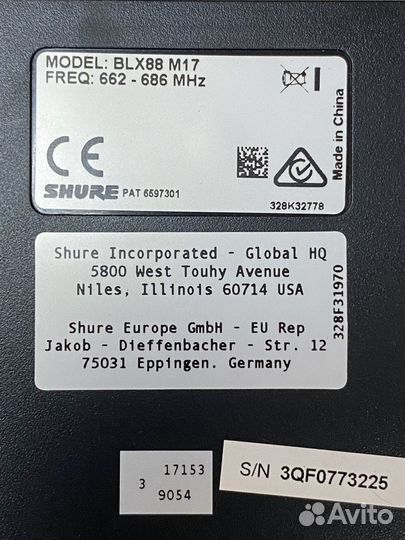 MODEL: BLX88 M17
FREQ: 662 - 686 MHz
Made in China
CE
SHURE PAT 6597301
328K32778
Shure Incorporated - Global HQ
5800 West Touhy Avenue
Niles, Illinois 60714 USA
Shure Europe GmbH - EU Rep
Jakob - Dieffenbacher - Str. 12
75031 Eppingen. Germany
328F31970
17153
3
9054
S/N 3QF0773225
Avito